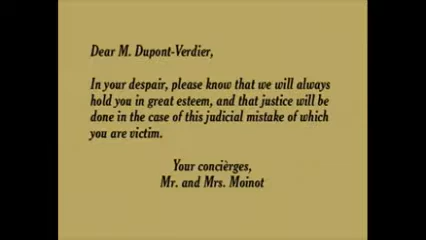 Dear M. Dupont-Verdier,
In your despair, please know that we will always
hold you in great esteem, and that justice will be
done in the case of this judicial mistake of which
you are victim.
Your concièrges,
Mr. and Mrs. Moinot